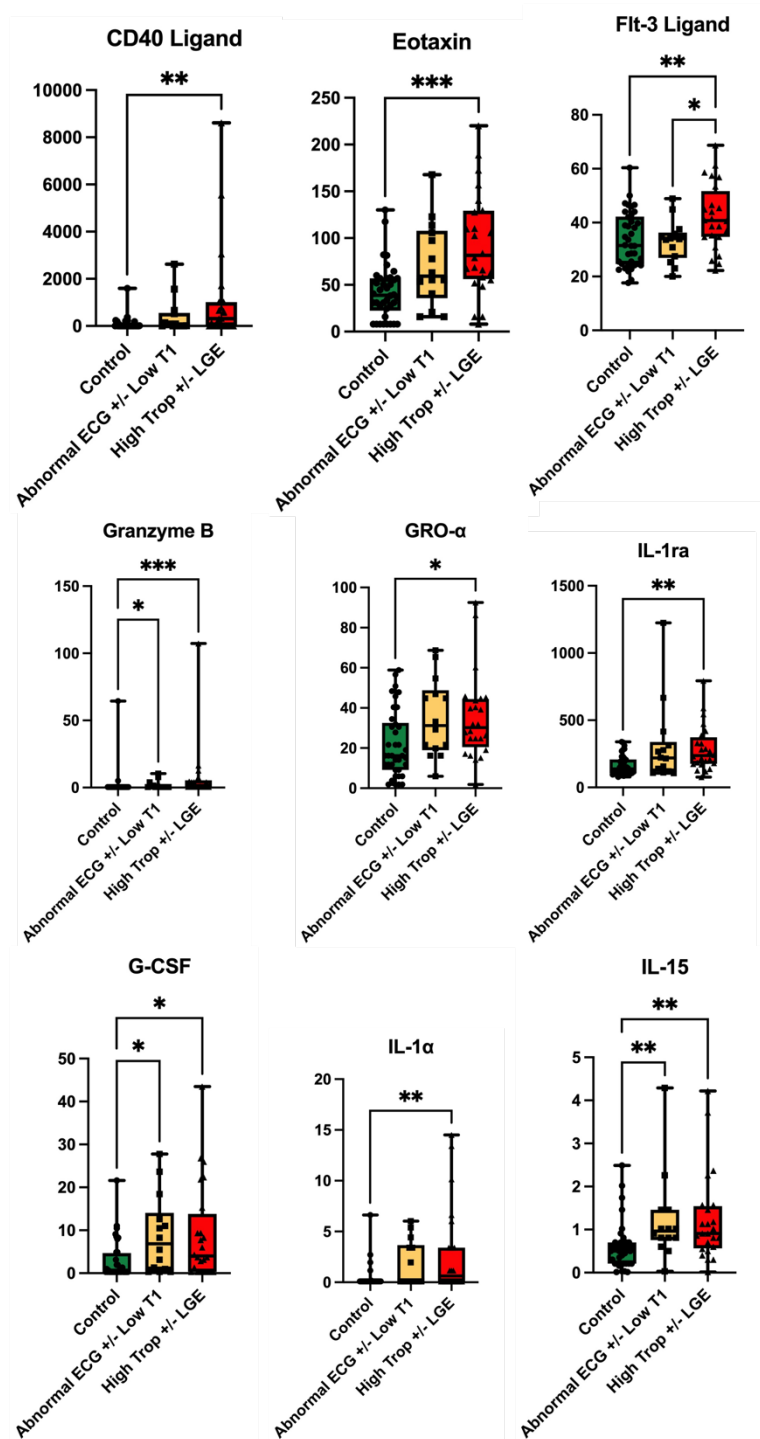 CD40 Ligand
**
10000
8000
6000
4000
2000
0
Control
Abnormal ECG +/- Low T1
High Trop +/- LGE
Eotaxin
***
250
200
150
100
50
0
Control
Abnormal ECG +/- Low T1
High Trop +/- LGE
Flt-3 Ligand
**
*
80
60
40
20
0
Control
Abnormal ECG +/- Low T1
High Trop +/- LGE
Granzyme B
***
*
150
100
50
0
Control
Abnormal ECG +/- Low T1
High Trop +/- LGE
GRO-α
*
100
80
60
40
20
0
Control
Abnormal ECG +/- Low T1
High Trop +/- LGE
IL-1ra
**
1500
1000
500
0
Control
Abnormal ECG +/- Low T1
High Trop +/- LGE
G-CSF
*
*
50
40
30
20
10
0
Control
Abnormal ECG +/- Low T1
High Trop +/- LGE
IL-1α
**
20
15
10
5
0
Control
Abnormal ECG +/- Low T1
High Trop +/- LGE
IL-15
**
**
5
4
3
2
1
0
Control
Abnormal ECG +/- Low T1
High Trop +/- LGE